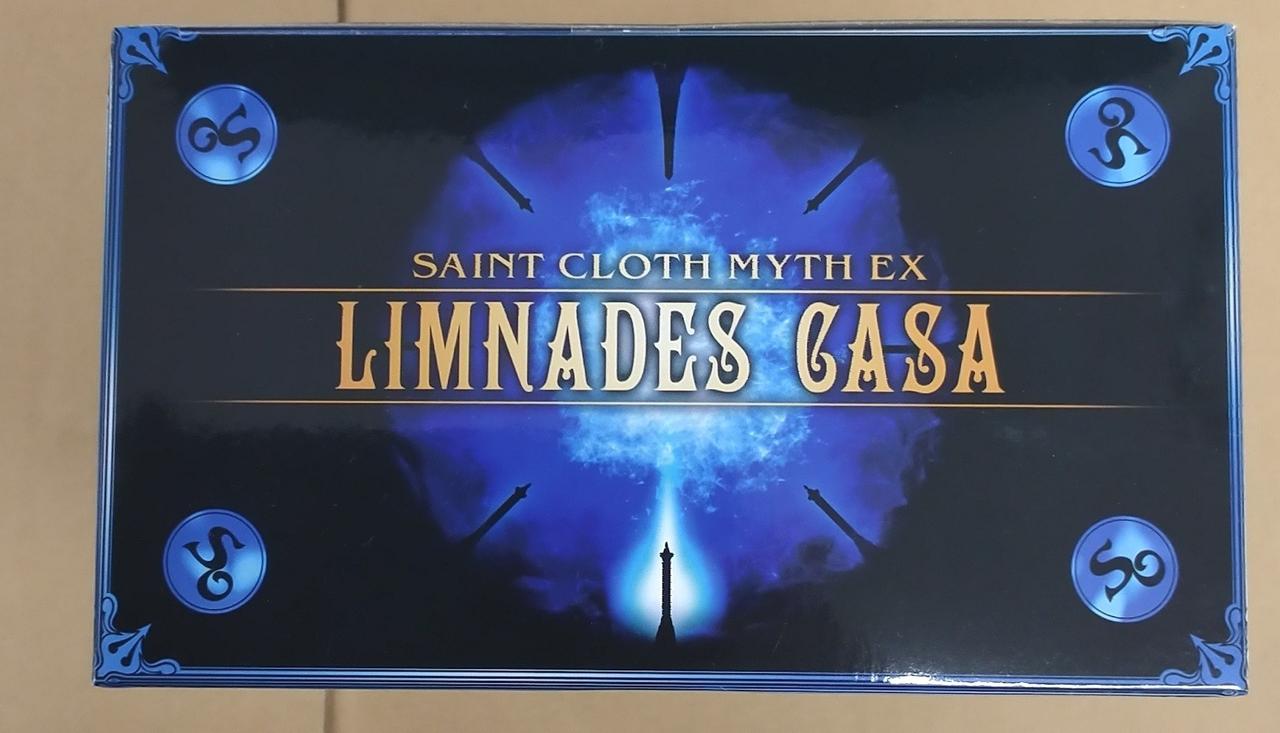 SAINT CLOTH MYTH EX
LIMNADES CASA